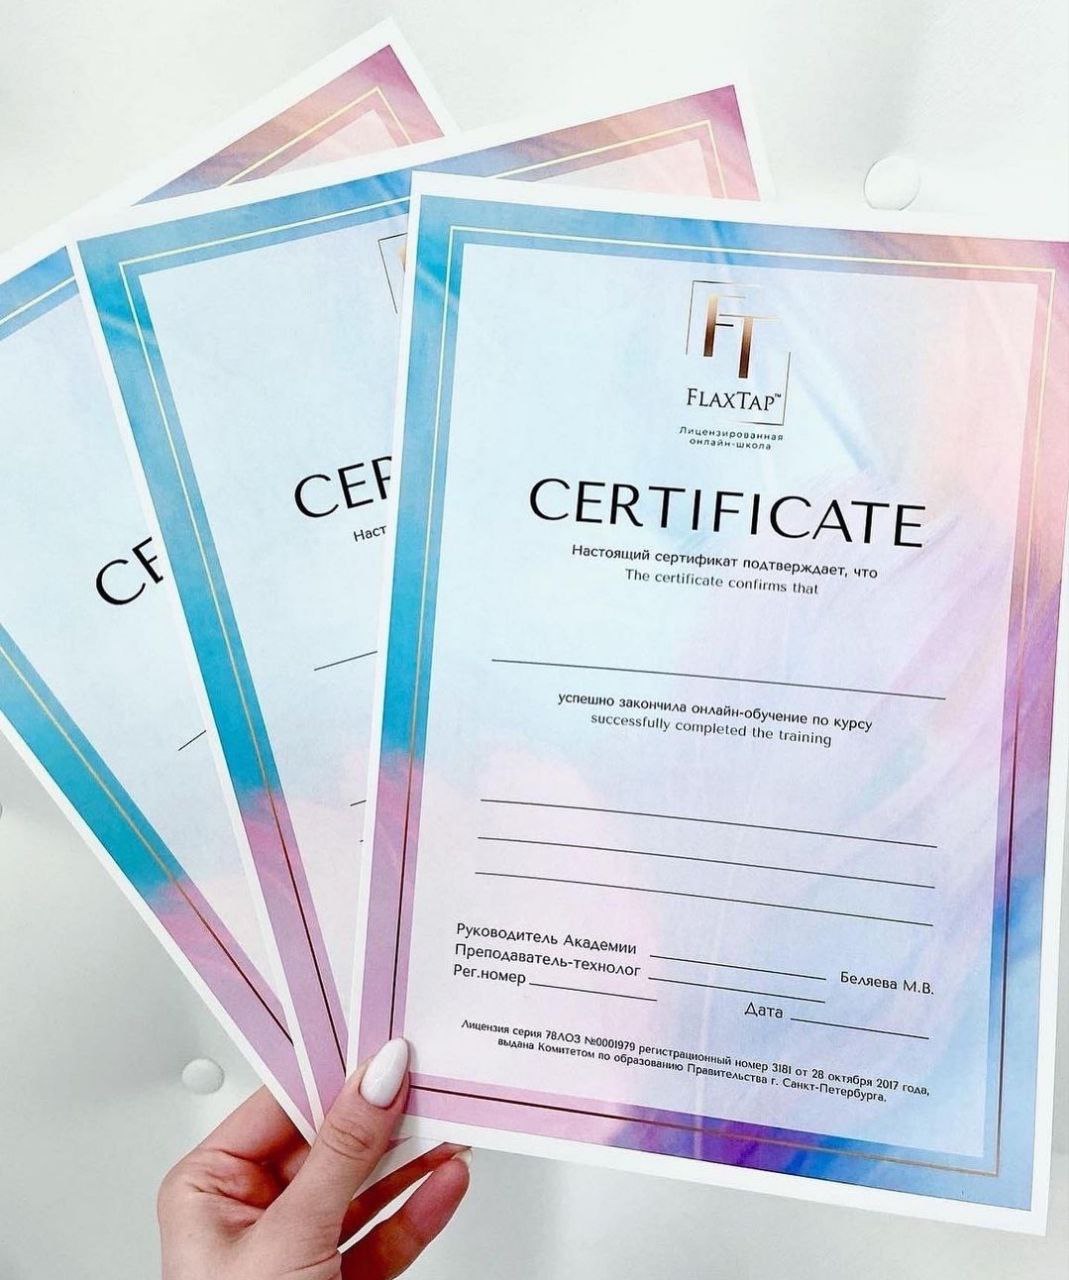 FT
FLAXTAP™
Лицензированная
онлайн-школа
CERTIFICATE
Настоящий сертификат подтверждает, что
The certificate confirms that
успешно закончила онлайн-обучение по курсу
successfully completed the training
Руководитель Академии
Беляева М.В.
Преподаватель-технолог
Рег.номер
Дата
Лицензия серия 78ЛОЗ №0001979 регистрационный номер 3181 от 28 октября 2017 года,
выдана Комитетом по образованию Правительства г. Санкт-Петербурга.
CER
Наст
CE